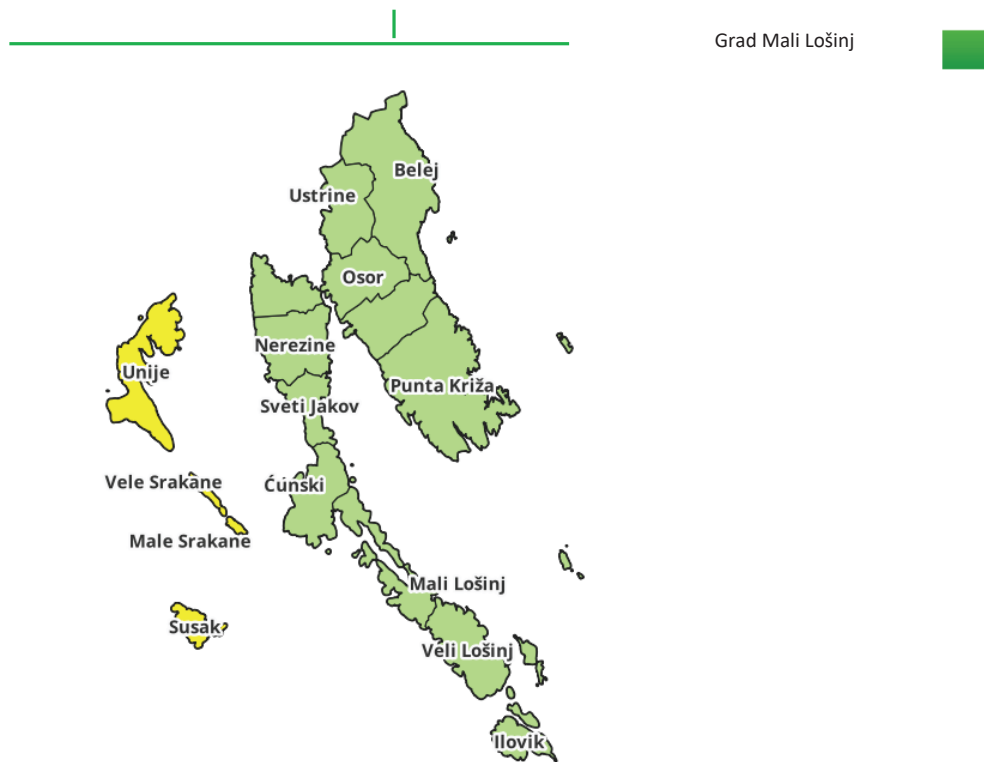 Grad Mali Lošinj
Belej
Ustrine
Osor
Nerezine
Unije
Punta Križa
Sveti Jakov
Vele Srakane
Ćunski
Male Srakane
Mali Lošinj
Susak
Veli Lošinj
Ilovik